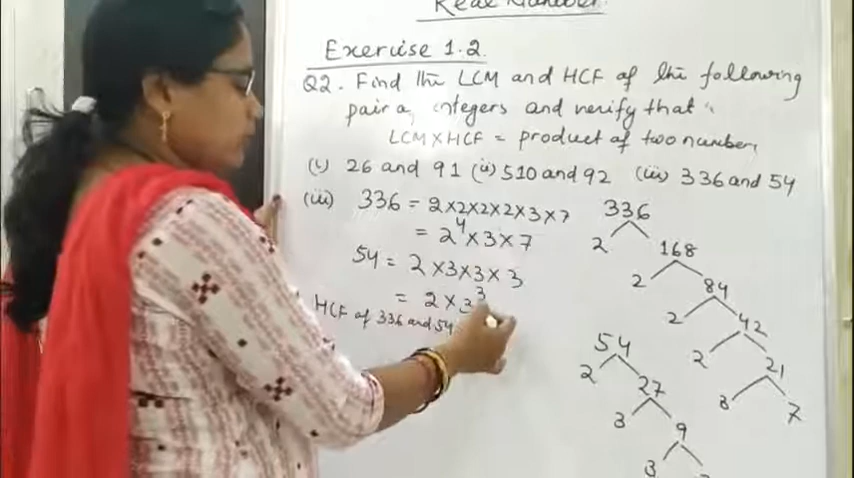 Real Number
Exercise 1.2
Q2. Find the LCM and HCF of the following
pair of integers and verify that
LCM×HCF = product of two number,
(i) 26 and 91 (ii) 510 and 92 (iii) 336 and 54
(iii) 336 = 2×2×2×2×3×7
= 2⁴×3×7
54 = 2×3×3×3
= 2×3³
HCF of 336 and 54
336
2 168
2 84
2 42
2 21
3 7
54
2 27
3 9
3